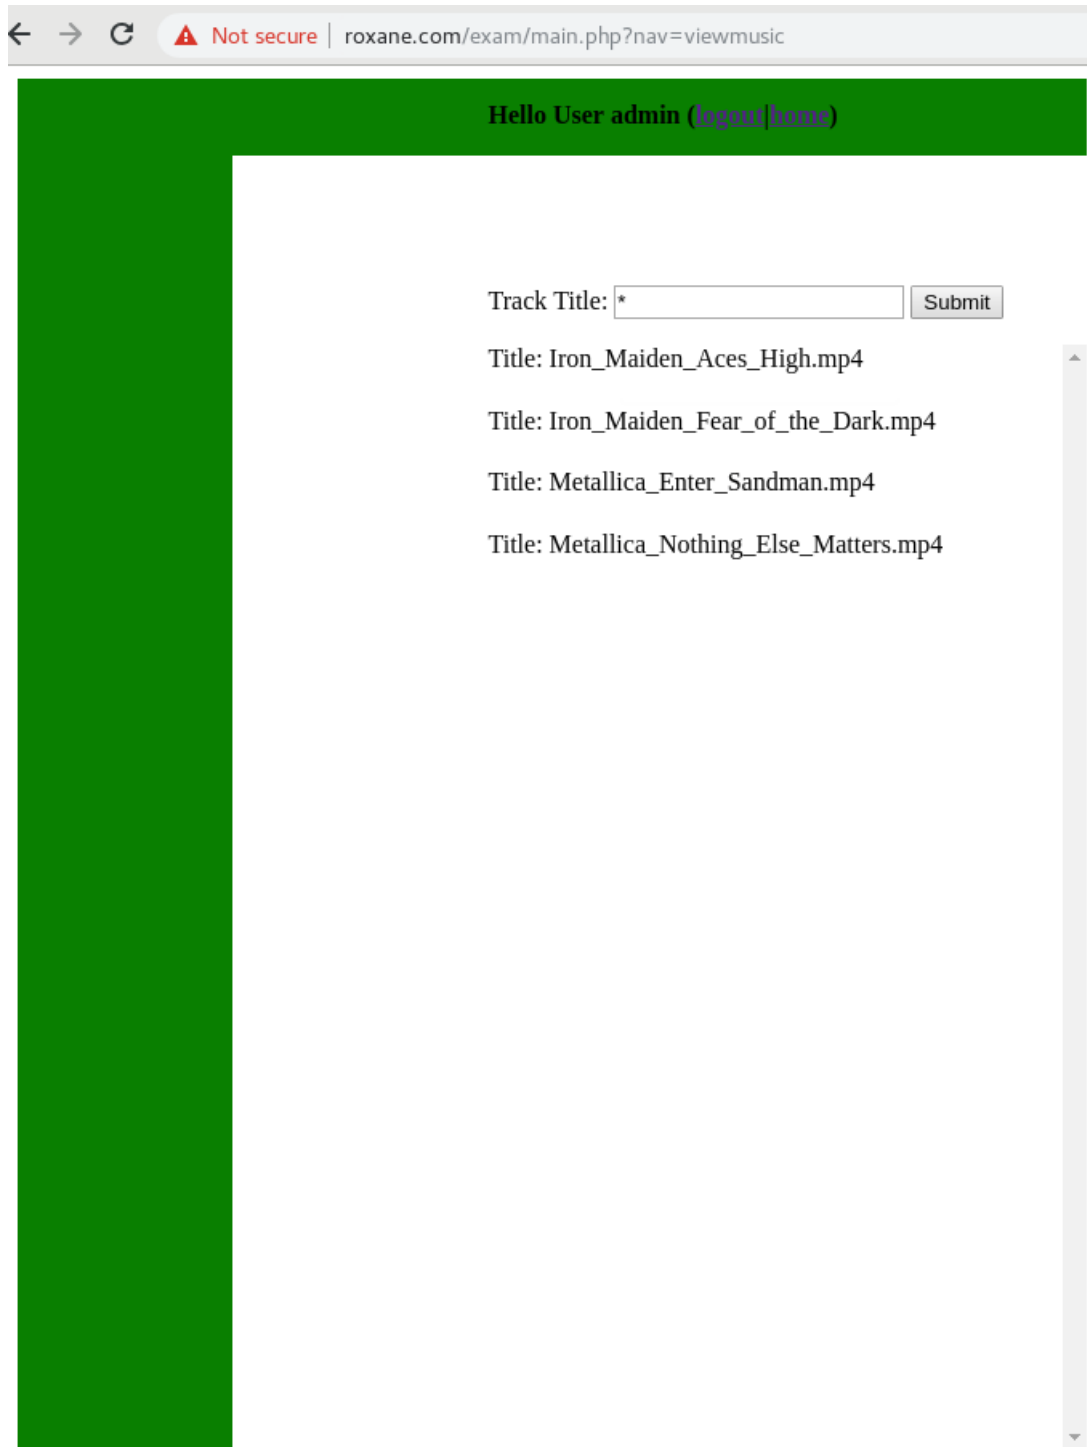 Not secure | roxane.com/exam/main.php?nav=viewmusic
Hello User admin (logout|home)
Track Title: * Submit
Title: Iron_Maiden_Aces_High.mp4
Title: Iron_Maiden_Fear_of_the_Dark.mp4
Title: Metallica_Enter_Sandman.mp4
Title: Metallica_Nothing_Else_Matters.mp4